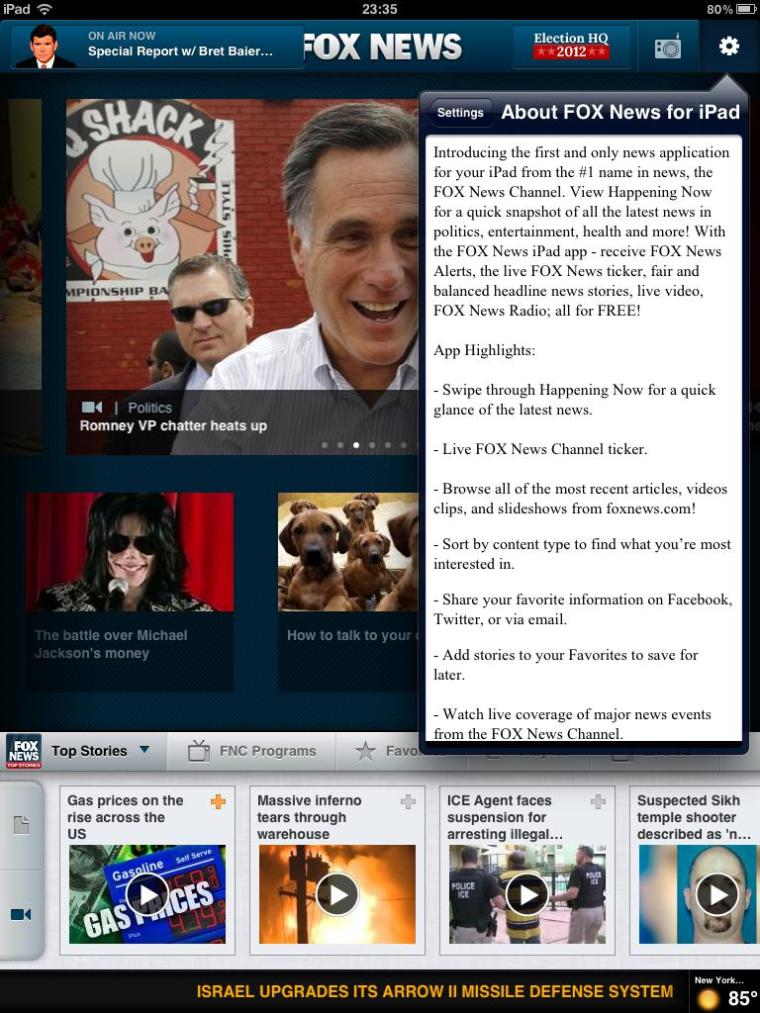 iPad
23:35
80%
ON AIR NOW
Special Report w/ Bret Baier...
FOX NEWS
Election HQ
2012
Settings
About FOX News for iPad
Q SHACK
MPIONSHIP BA
PHIS STYLE
Politics
Romney VP chatter heats up
Introducing the first and only news application
for your iPad from the #1 name in news, the
FOX News Channel. View Happening Now
for a quick snapshot of all the latest news in
politics, entertainment, health and more! With
the FOX News iPad app - receive FOX News
Alerts, the live FOX News ticker, fair and
balanced headline news stories, live video,
FOX News Radio; all for FREE!
App Highlights:
- Swipe through Happening Now for a quick
glance of the latest news.
- Live FOX News Channel ticker.
- Browse all of the most recent articles, videos
clips, and slideshows from foxnews.com!
- Sort by content type to find what you're most
interested in.
- Share your favorite information on Facebook,
Twitter, or via email.
- Add stories to your Favorites to save for
later.
- Watch live coverage of major news events
from the FOX News Channel.
The battle over Michael
Jackson's money
How to talk to your
FOX
NEWS
TOP STORIES
Top Stories
FNC Programs
Favo
Gas prices on the
rise across the
US
Gasoline
Self Serve
GAS PRICES
Massive inferno
tears through
warehouse
ICE Agent faces
suspension for
arresting illegal...
POLICE
ICE
POLICE
ICE
Suspected Sikh
temple shooter
described as 'n...
ISRAEL UPGRADES ITS ARROW II MISSILE DEFENSE SYSTEM
New York...
85°